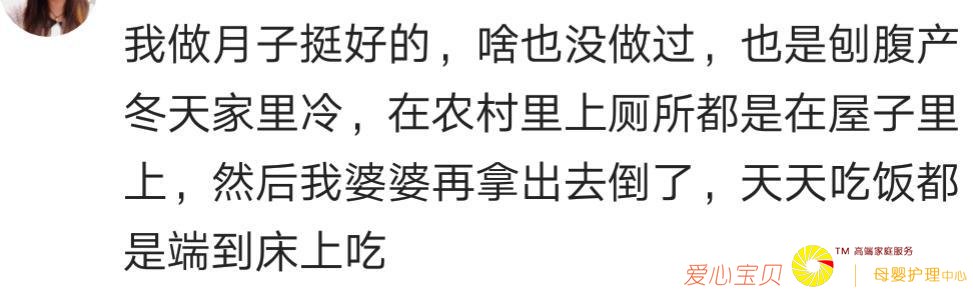 我做月子挺好的，啥也没做过，也是刨腹产
冬天家里冷，在农村里上厕所都是在屋子里
上，然后我婆婆再拿出去倒了，天天吃饭都
是端到床上吃
爱心宝贝 TM 高端家庭服务 母婴护理中心